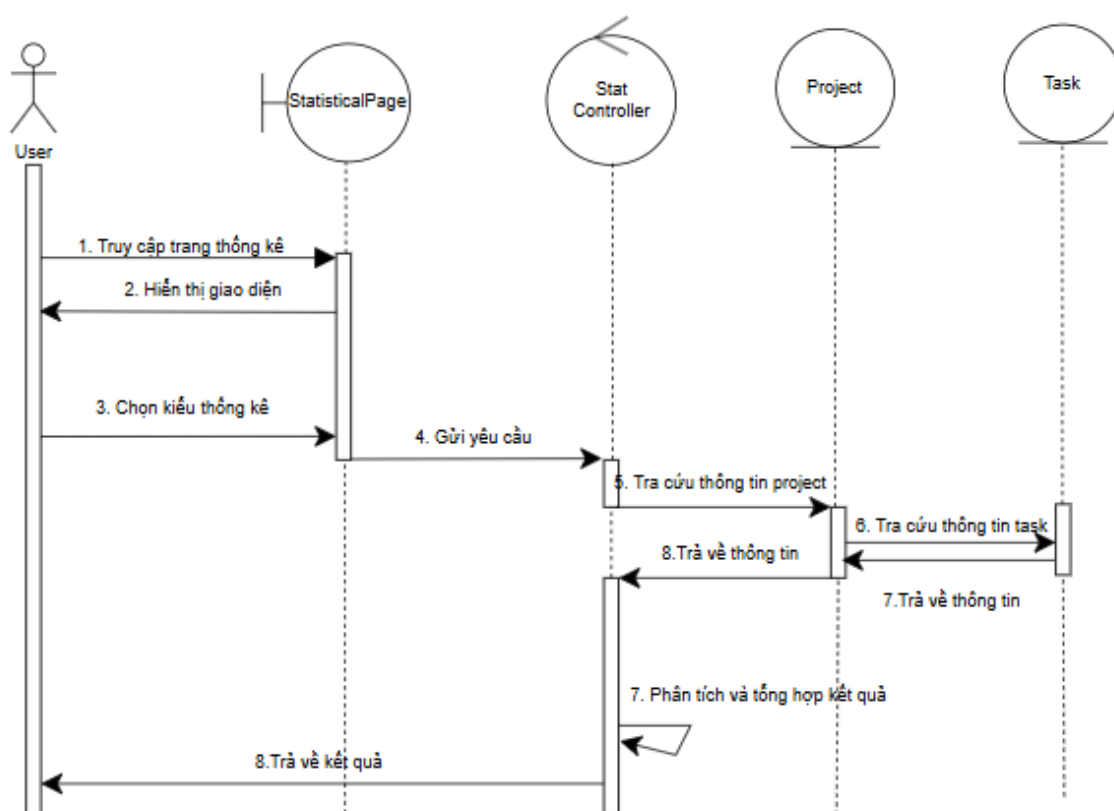 User
StatisticalPage
Stat
Controller
Project
Task
1. Truy cập trang thống kê
2. Hiển thị giao diện
3. Chọn kiểu thống kê
4. Gửi yêu cầu
5. Tra cứu thông tin project
6. Tra cứu thông tin task
8.Trả về thông tin
7.Trả về thông tin
7. Phân tích và tổng hợp kết quả
8.Trả về kết quả